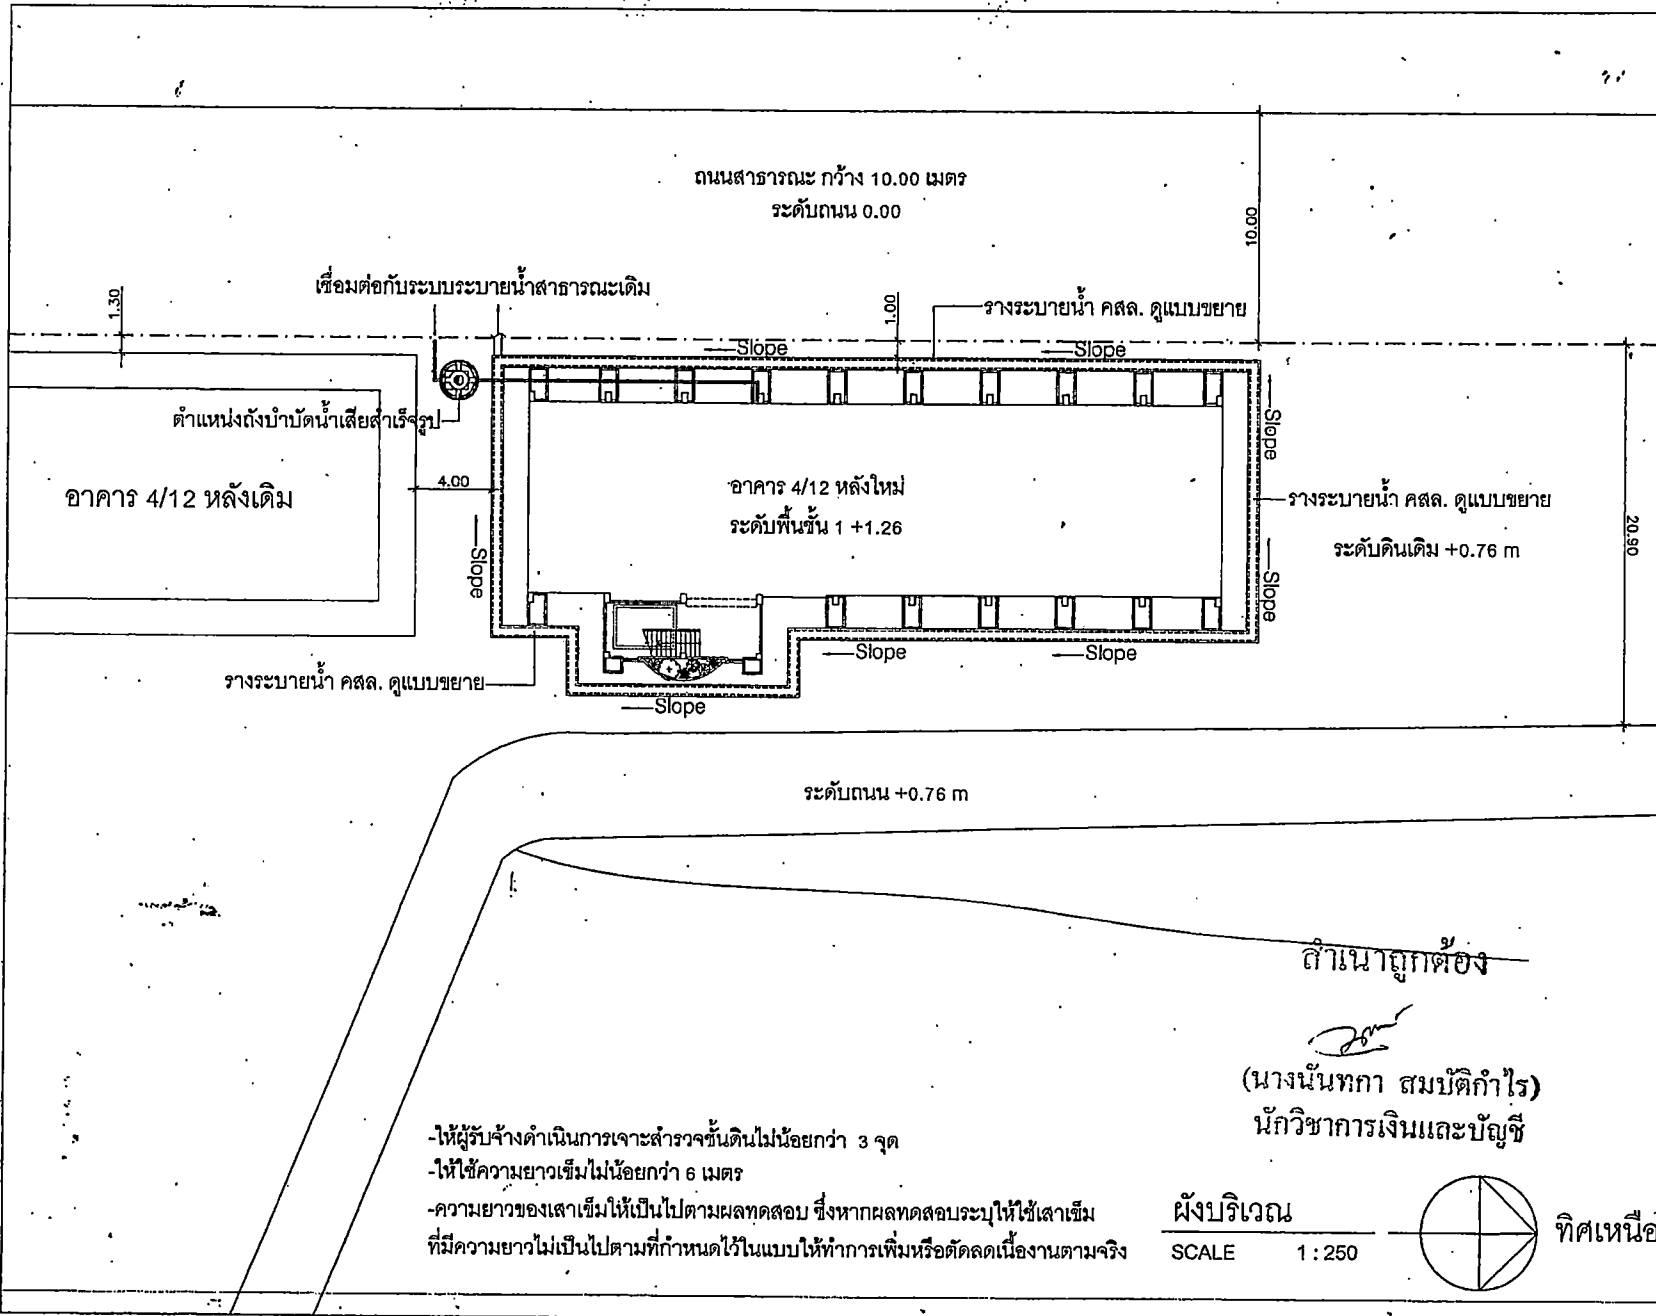 ถนนสาธารณะ กว้าง 10.00 เมตร
ระดับถนน 0.00
10.00
เชื่อมต่อกับระบบระบายน้ำสาธารณะเดิม
1.30
1.00
รางระบายน้ำ คสล. ดูแบบขยาย
Slope
Slope
ตำแหน่งถังบำบัดน้ำเสียสำเร็จรูป
Slope
อาคาร 4/12 หลังเดิม
4.00
อาคาร 4/12 หลังใหม่
ระดับพื้นชั้น 1 +1.26
รางระบายน้ำ คสล. ดูแบบขยาย
ระดับดินเดิม +0.76 m
20.90
Slope
Slope
Slope
Slope
รางระบายน้ำ คสล. ดูแบบขยาย
Slope
ระดับถนน +0.76 m
สำเนาถูกต้อง
(นางนันทกา สมบัติกำไร)
นักวิชาการเงินและบัญชี
-ให้ผู้รับจ้างดำเนินการเจาะสำรวจชั้นดินไม่น้อยกว่า 3 จุด
-ให้ใช้ความยาวเข็มไม่น้อยกว่า 6 เมตร
-ความยาวของเสาเข็มให้เป็นไปตามผลทดสอบ ซึ่งหากผลทดสอบระบุให้ใช้เสาเข็ม
ที่มีความยาวไม่เป็นไปตามที่กำหนดไว้ในแบบให้ทำการเพิ่มหรือตัดลดเนื้องานตามจริง
ผังบริเวณ
SCALE 1 : 250
ทิศเหนือ